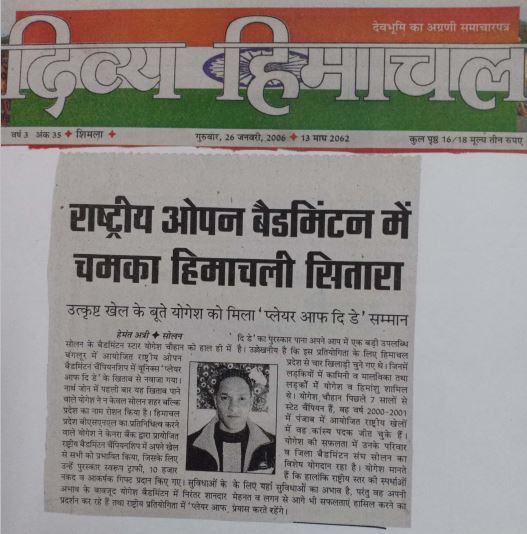 देवभूमि का अग्रणी समाचारपत्र
दिव्य हिमाचल
वर्ष 3 अंक 35 ✦ शिमला ✦ गुरुवार, 26 जनवरी, 2006 ✦ 13 माघ 2062 कुल पृष्ठ 16/18 मूल्य तीन रुपए
राष्ट्रीय ओपन बैडमिंटन में
चमका हिमाचली सितारा
उत्कृष्ट खेल के बूते योगेश को मिला 'प्लेयर आफ दि डे' सम्मान
हेमंत अत्री ✦ सोलन
सोलन के बैडमिंटन स्टार योगेश चौहान को हाल ही में
बंगलूर में आयोजित राष्ट्रीय ओपन
बैडमिंटन चैंपियनशिप में यूनिक्स 'प्लेयर
आफ दि डे' के खिताब से नवाजा गया।
नार्थ जोन में पहली बार यह खिताब पाने
वाले योगेश ने न केवल सोलन शहर बल्कि
प्रदेश का नाम रोशन किया है। हिमाचल
प्रदेश बीएसएनएल का प्रतिनिधित्व करने
वाले योगेश ने केनरा बैंक द्वारा प्रायोजित
राष्ट्रीय बैडमिंटन चैंपियनशिप में अपने खेल
से सभी को प्रभावित किया, जिसके लिए
उन्हें पुरस्कार स्वरूप ट्राफी, 10 हजार
नकद व आकर्षक गिफ्ट प्रदान किए गए। सुविधाओं के
अभाव के बावजूद योगेश बैडमिंटन में निरंतर शानदार
प्रदर्शन कर रहे हैं तथा राष्ट्रीय प्रतियोगिता में 'प्लेयर आफ
दि डे' का पुरस्कार पाना अपने आप में एक बड़ी उपलब्धि
है। उल्लेखनीय है कि इस प्रतियोगिता के लिए हिमाचल
प्रदेश से चार खिलाड़ी चुने गए थे। जिनमें
लड़कियों में कामिनी व मालविका तथा
लड़कों में योगेश व हिमांशु शामिल
थे। योगेश चौहान पिछले 7 सालों से
स्टेट चैंपियन हैं, वह वर्ष 2000-2001
में पंजाब में आयोजित राष्ट्रीय खेलों
में वह कांस्य पदक जीत चुके हैं।
योगेश की सफलता में उनके परिवार
व जिला बैडमिंटन संघ सोलन का
विशेष योगदान रहा है। योगेश मानते
हैं कि हालांकि राष्ट्रीय स्तर की स्पर्धाओं
के लिए यहां सुविधाओं का अभाव है, परंतु वह अपनी
मेहनत व लगन से आगे भी सफलताएं हासिल करने का
प्रयास करते रहेंगे।